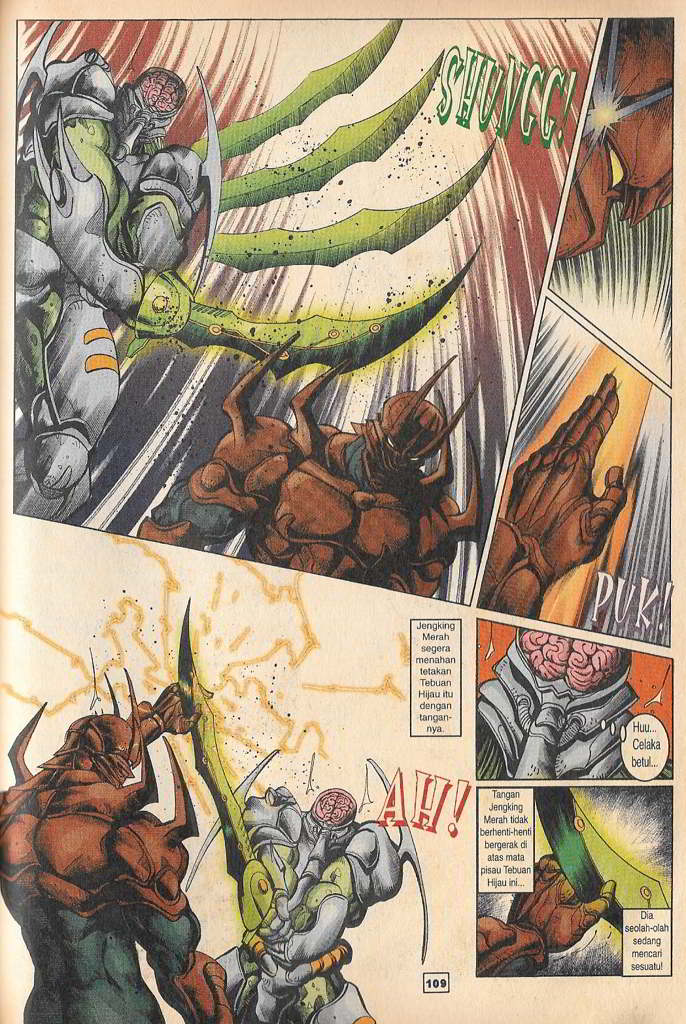 SHUNGG!
PUK!
Jengking
Merah
segera
menahan
tetakan
Tebuan
Hijau itu
dengan
tangan-
nya.
AH!
Huu...
Celaka
betul...
Tangan
Jengking
Merah tidak
berhenti-henti
bergerak di
atas mata
pisau Tebuan
Hijau ini...
Dia
seolah-olah
sedang
mencari
sesuatu!
109